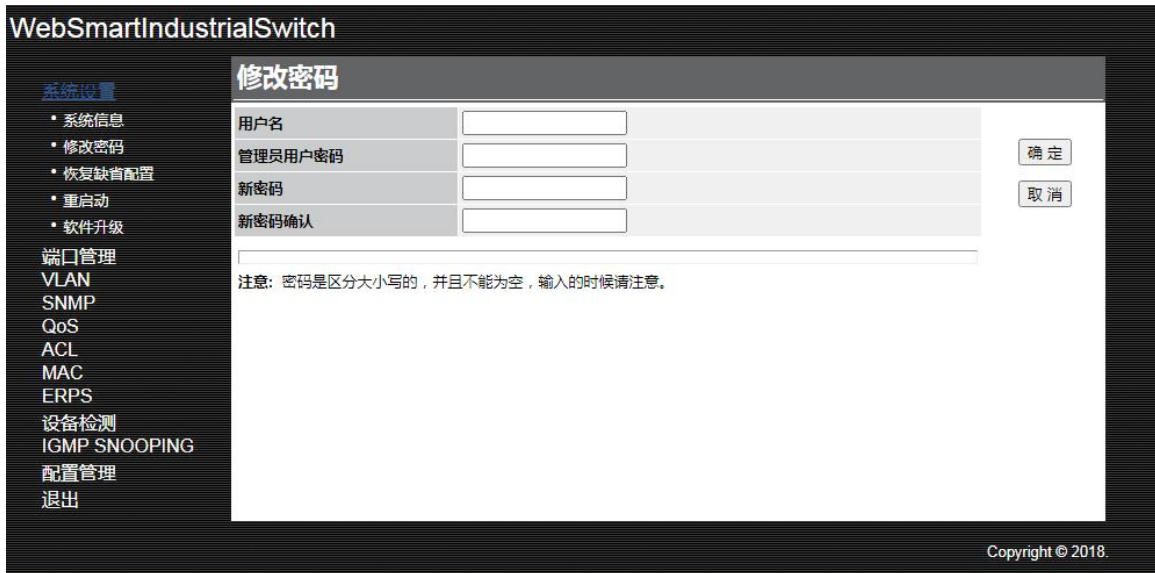 WebSmartIndustrialSwitch
系统设置
• 系统信息
• 修改密码
• 恢复缺省配置
• 重启动
• 软件升级
端口管理
VLAN
SNMP
QoS
ACL
MAC
ERPS
设备检测
IGMP SNOOPING
配置管理
退出
修改密码
用户名
管理员用户密码
新密码
新密码确认
确 定
取 消
注意: 密码是区分大小写的，并且不能为空，输入的时候请注意。
Copyright © 2018.